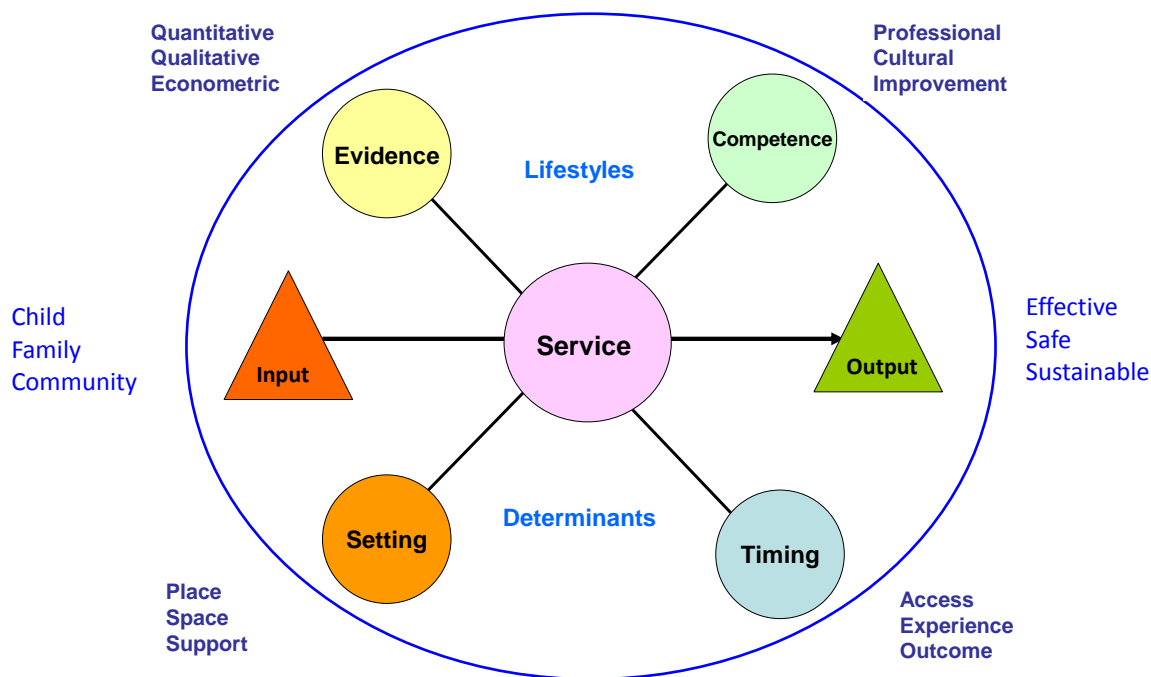 Quantitative
Qualitative
Econometric
Professional
Cultural
Improvement
Evidence
Lifestyles
Competence
Child
Family
Community
Input
Service
Output
Effective
Safe
Sustainable
Setting
Determinants
Timing
Place
Space
Support
Access
Experience
Outcome